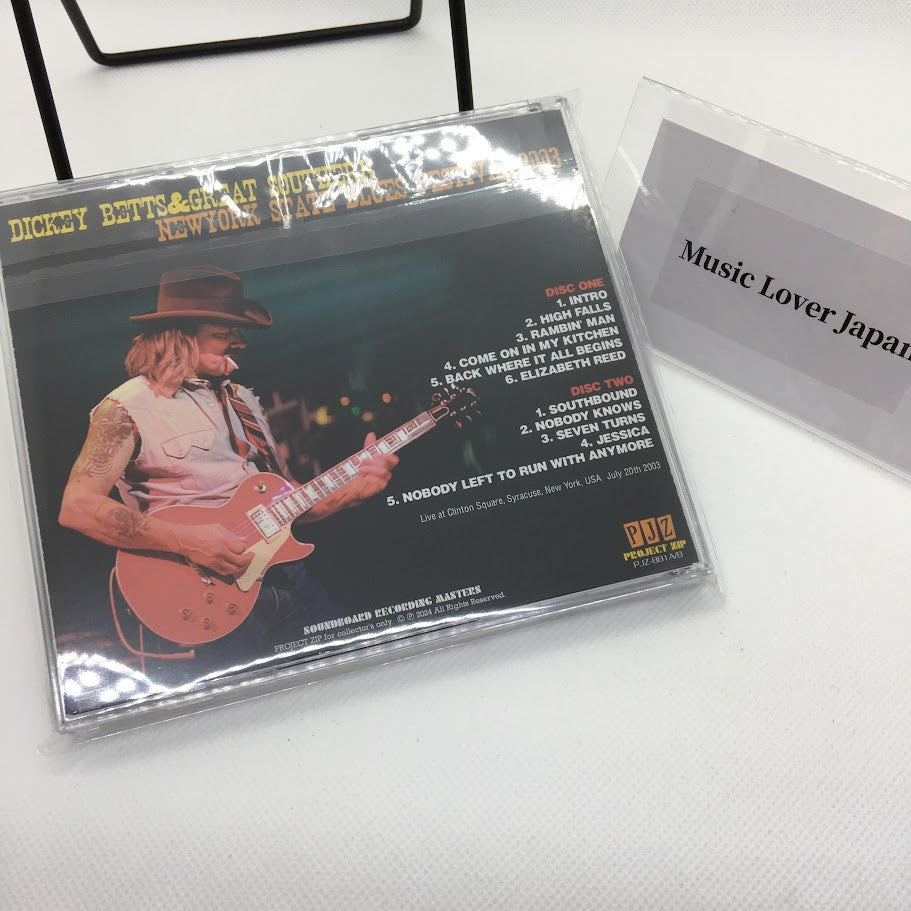 DICKEY BETTS&GREAT SOUTHERN
NEWYORK STATE BLUES FESTIVAL 2003
DISC ONE
1. INTRO
2. HIGH FALLS
3. RAMBIN' MAN
4. COME ON IN MY KITCHEN
5. BACK WHERE IT ALL BEGINS
6. ELIZABETH REED
DISC TWO
1. SOUTHBOUND
2. NOBODY KNOWS
3. SEVEN TURNS
4. JESSICA
5. NOBODY LEFT TO RUN WITH ANYMORE
Live at Clinton Square, Syracuse, New York, USA July 20th 2003
PJZ
PROJECT ZIP
PJZ-881A/B
SOUNDBOARD RECORDING MASTERS
PROJECT ZIP for collector's only © ℗ 2024 All Rights Reserved.
Music Lover Japan